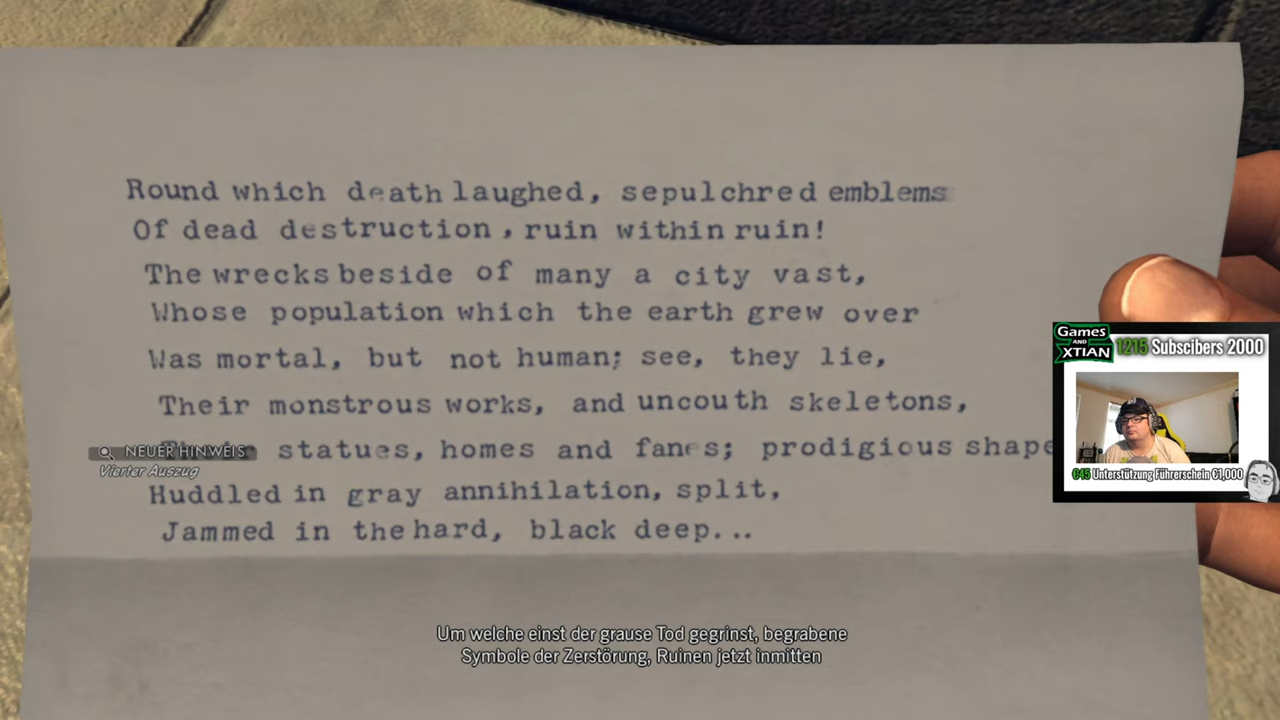 Round which death laughed, sepulchred emblems
Of dead destruction, ruin within ruin!
The wrecks beside of many a city vast,
Whose population which the earth grew over
Was mortal, but not human; see, they lie,
Their monstrous works, and uncouth skeletons,
statues, homes and fanes; prodigious shape
Huddled in gray annihilation, split,
Jammed in the hard, black deep...
NEUER HINWEIS
Vierter Auszug
Um welche einst der grause Tod gegrinst, begrabene
Symbole der Zerstörung, Ruinen jetzt inmitten
Games
AND
XTIAN
1215 Subscibers 2000
€45 Unterstützung Führerschein €1,000